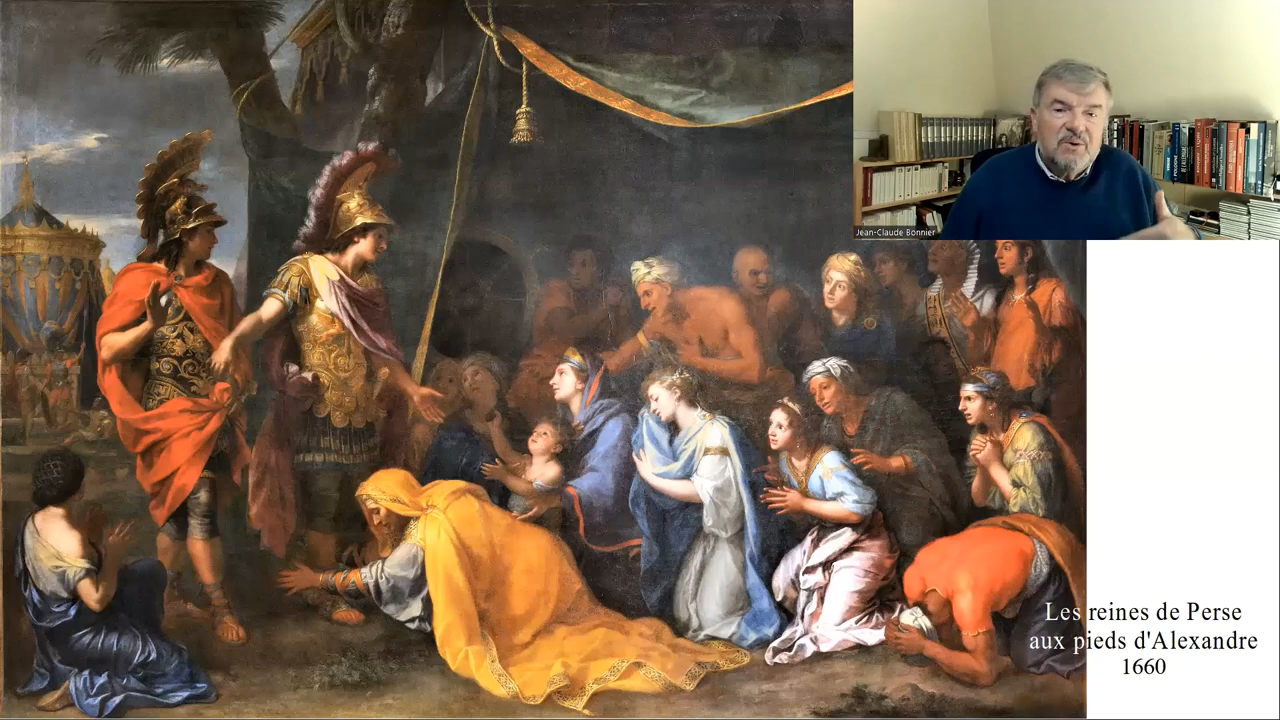 Jean-Claude Bonnier
Les reines de Perse
aux pieds d'Alexandre
1660